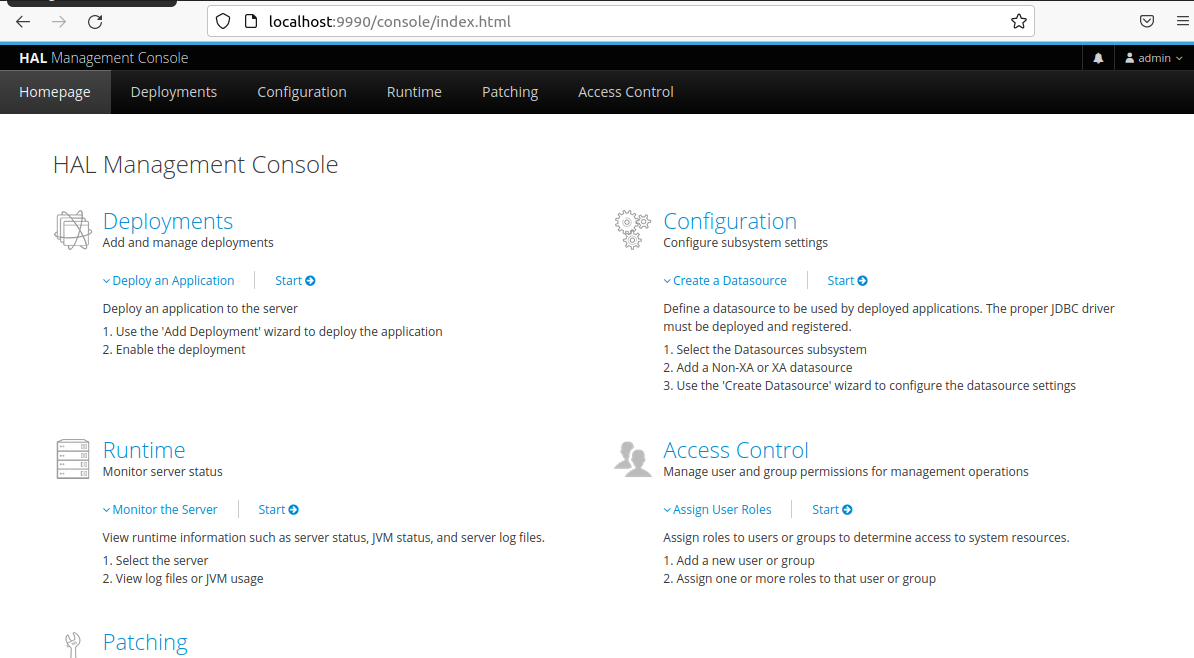 localhost:9990/console/index.html
HAL Management Console
admin
Homepage Deployments Configuration Runtime Patching Access Control
HAL Management Console
Deployments
Add and manage deployments
Deploy an Application Start
Deploy an application to the server
1. Use the 'Add Deployment' wizard to deploy the application
2. Enable the deployment
Configuration
Configure subsystem settings
Create a Datasource Start
Define a datasource to be used by deployed applications. The proper JDBC driver
must be deployed and registered.
1. Select the Datasources subsystem
2. Add a Non-XA or XA datasource
3. Use the 'Create Datasource' wizard to configure the datasource settings
Runtime
Monitor server status
Monitor the Server Start
View runtime information such as server status, JVM status, and server log files.
1. Select the server
2. View log files or JVM usage
Access Control
Manage user and group permissions for management operations
Assign User Roles Start
Assign roles to users or groups to determine access to system resources.
1. Add a new user or group
2. Assign one or more roles to that user or group
Patching